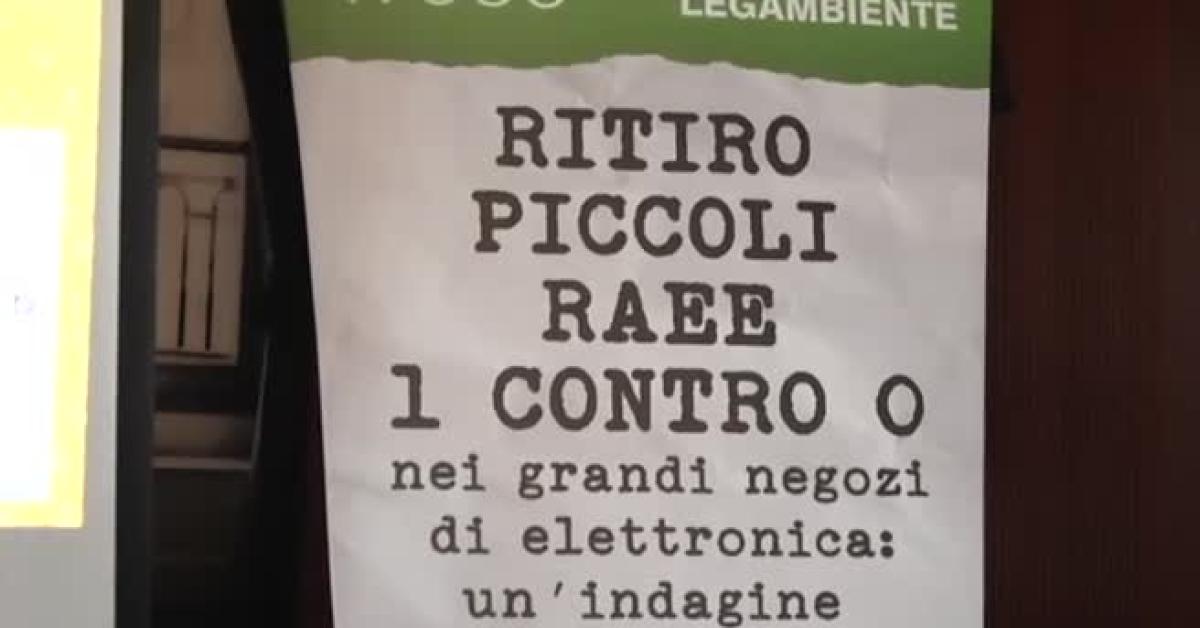 LEGAMBIENTE
RITIRO
PICCOLI
RAEE
1 CONTRO 0
nei grandi negozi
di elettronica:
un'indagine